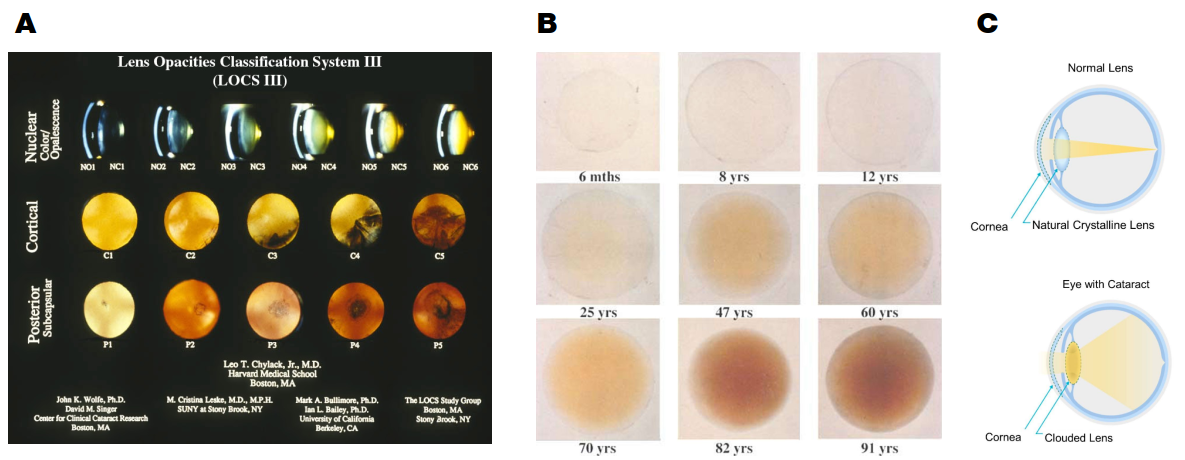 A
Lens Opacities Classification System III
(LOCS III)
Nuclear
Color/
Opalescence
NO1 NC1 NO2 NC2 NO3 NC3 NO4 NC4 NO5 NC5 NO6 NC6
Cortical
C1 C2 C3 C4 C5
Posterior
Subcapsular
P1 P2 P3 P4 P5
Leo T. Chylack, Jr., M.D.
Harvard Medical School
Boston, MA
John K. Wolfe, Ph.D.
David M. Singer
Center for Clinical Cataract Research
Boston, MA
M. Cristina Leske, M.D., M.P.H.
SUNY at Stony Brook, NY
Mark A. Bullimore, Ph.D.
Ian L. Bailey, Ph.D.
University of California
Berkeley, CA
The LOCS Study Group
Boston, MA
Stony Brook, NY
B
6 mths 8 yrs 12 yrs
25 yrs 47 yrs 60 yrs
70 yrs 82 yrs 91 yrs
C
Normal Lens
Cornea Natural Crystalline Lens
Eye with Cataract
Cornea Clouded Lens